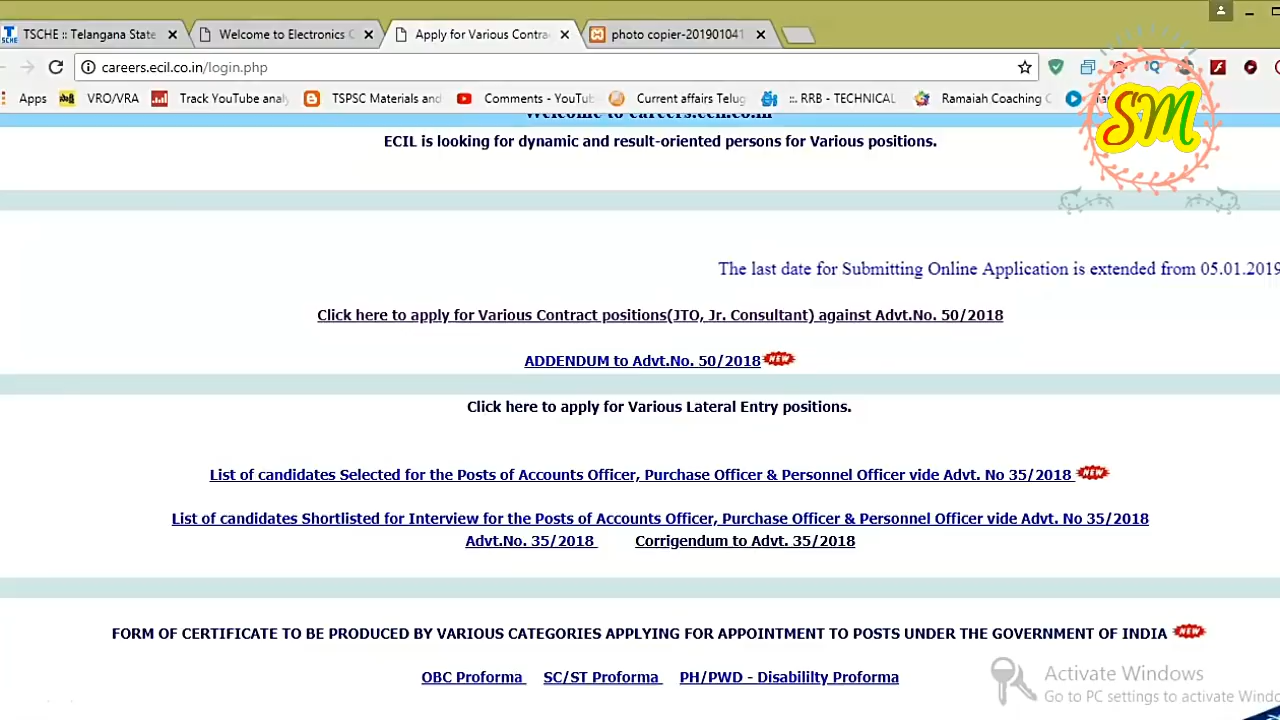 TSCHE :: Telangana State
Welcome to Electronics C
Apply for Various Contra
photo copier-201901041
careers.ecil.co.in/login.php
Apps
VRO/VRA
Track YouTube anal
TSPSC Materials and
Comments - YouTu
Current affairs Telug
::. RRB - TECHNICAL
Ramaiah Coaching C
SM
Welcome to careers.ecil.co.in
ECIL is looking for dynamic and result-oriented persons for Various positions.
The last date for Submitting Online Application is extended from 05.01.2019
Click here to apply for Various Contract positions(JTO, Jr. Consultant) against Advt.No. 50/2018
ADDENDUM to Advt.No. 50/2018 NEW
Click here to apply for Various Lateral Entry positions.
List of candidates Selected for the Posts of Accounts Officer, Purchase Officer & Personnel Officer vide Advt. No 35/2018 NEW
List of candidates Shortlisted for Interview for the Posts of Accounts Officer, Purchase Officer & Personnel Officer vide Advt. No 35/2018
Advt.No. 35/2018 Corrigendum to Advt. 35/2018
FORM OF CERTIFICATE TO BE PRODUCED BY VARIOUS CATEGORIES APPLYING FOR APPOINTMENT TO POSTS UNDER THE GOVERNMENT OF INDIA NEW
OBC Proforma SC/ST Proforma PH/PWD - Disabililty Proforma
Activate Windows
Go to PC settings to activate Windo